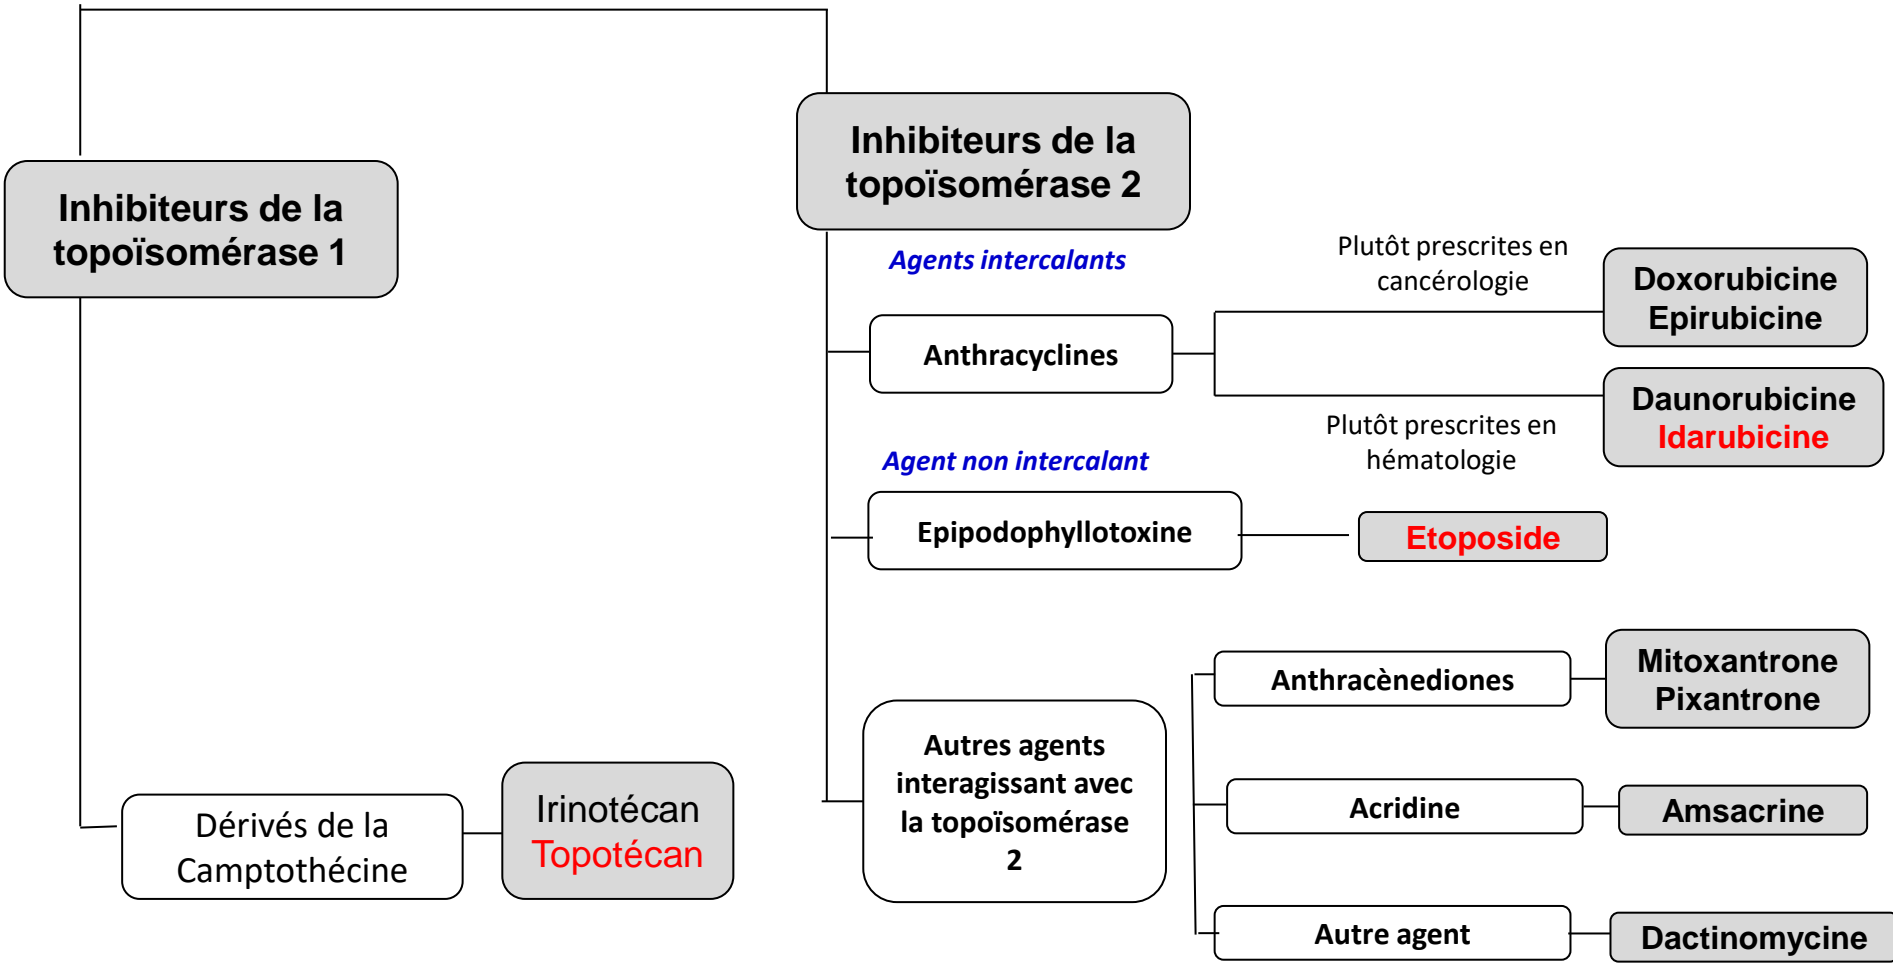 Inhibiteurs de la
topoïsomérase 1
Inhibiteurs de la
topoïsomérase 2
Agents intercalants
Anthracyclines
Plutôt prescrites en
cancérologie
Doxorubicine
Epirubicine
Daunorubicine
Idarubicine
Plutôt prescrites en
hématologie
Agent non intercalant
Epipodophyllotoxine
Etoposide
Autres agents
interagissant avec
la topoïsomérase
2
Anthracènediones
Mitoxantrone
Pixantrone
Acridine
Amsacrine
Autre agent
Dactinomycine
Dérivés de la
Camptothécine
Irinotécan
Topotécan